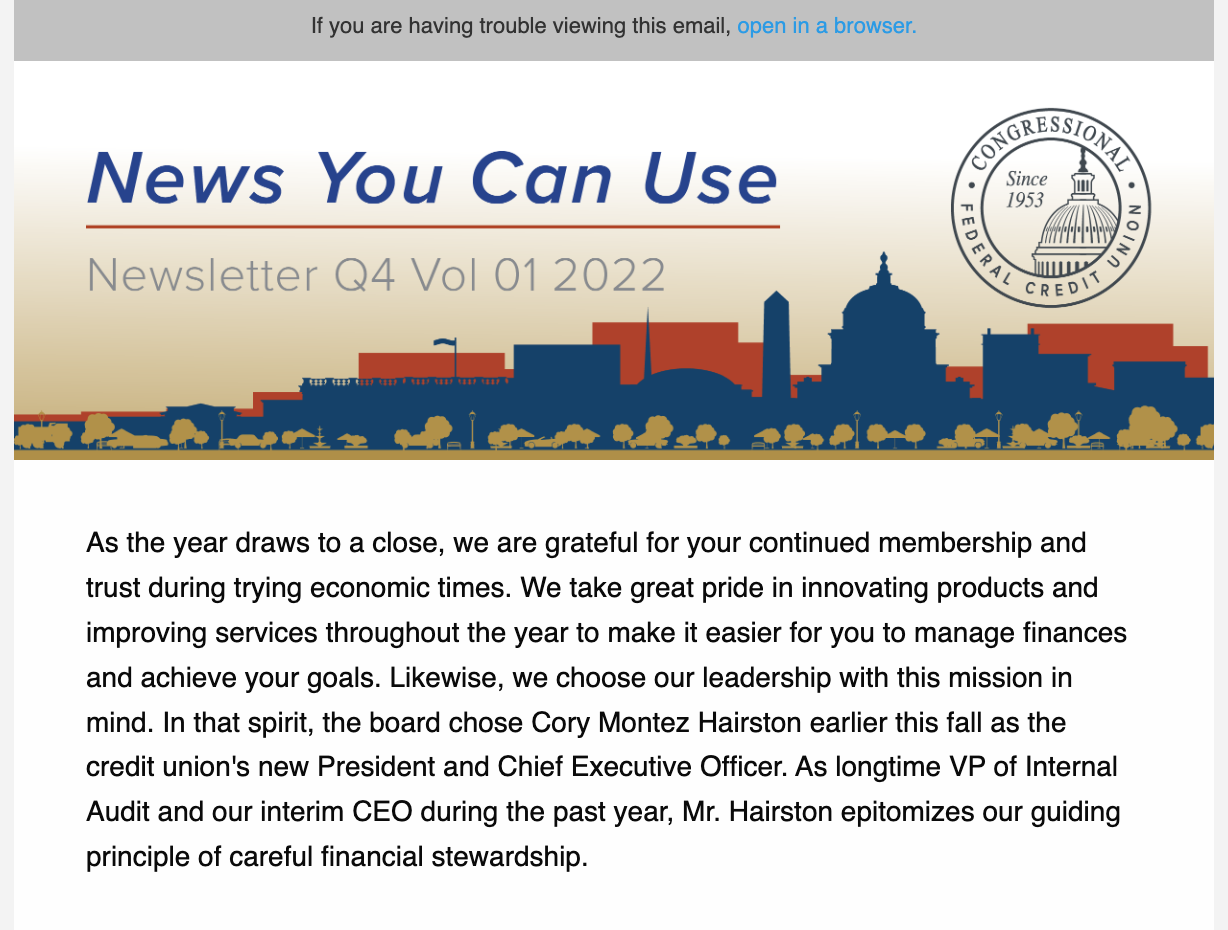 If you are having trouble viewing this email, open in a browser.
News You Can Use
Newsletter Q4 Vol 01 2022
CONGRESSIONAL
Since
1953
FEDERAL CREDIT UNION
As the year draws to a close, we are grateful for your continued membership and
trust during trying economic times. We take great pride in innovating products and
improving services throughout the year to make it easier for you to manage finances
and achieve your goals. Likewise, we choose our leadership with this mission in
mind. In that spirit, the board chose Cory Montez Hairston earlier this fall as the
credit union's new President and Chief Executive Officer. As longtime VP of Internal
Audit and our interim CEO during the past year, Mr. Hairston epitomizes our guiding
principle of careful financial stewardship.